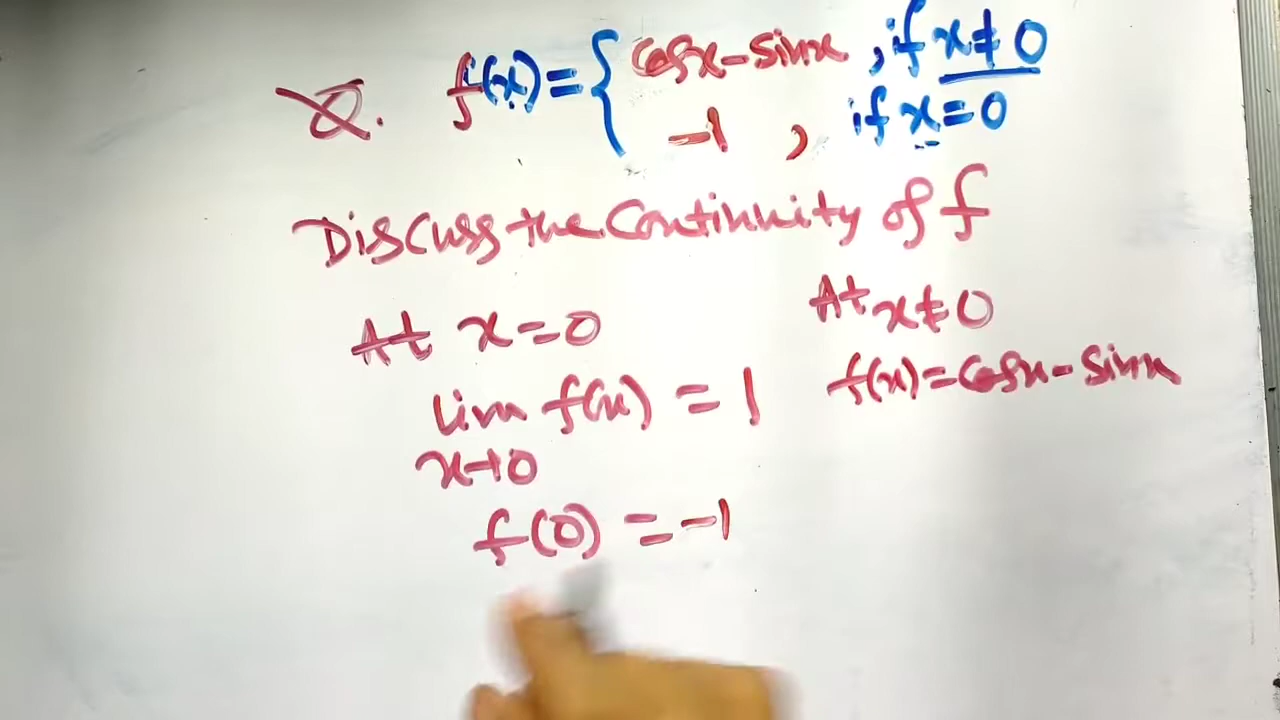 Q. f(x) = { cosx - sinx , if x ≠ 0
-1 , if x = 0
Discuss the Continuity of f
At x = 0
lim f(x) = 1
x→0
f(0) = -1
At x ≠ 0
f(x) = cosx - sinx